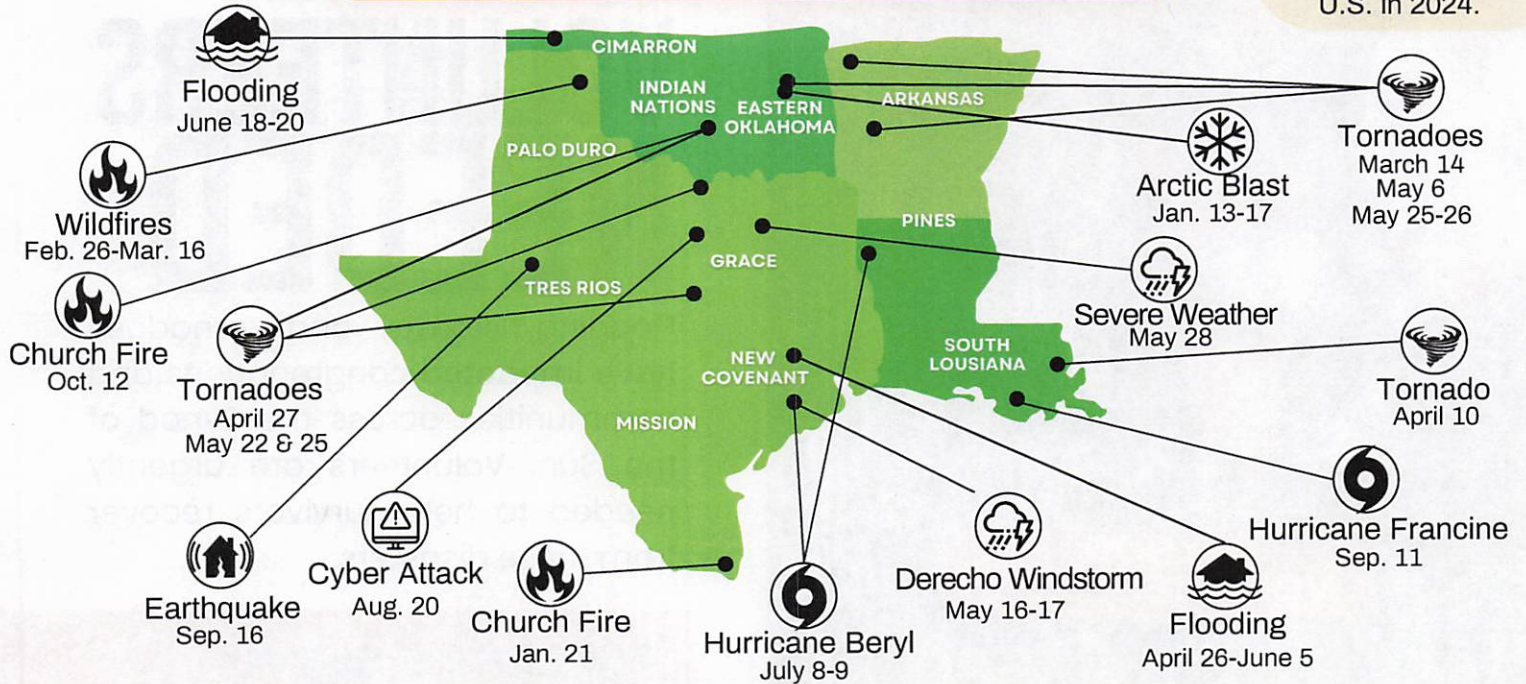 U.S. in 2024.
Flooding
June 18-20
Wildfires
Feb. 26-Mar. 16
Church Fire
Oct. 12
Tornadoes
April 27
May 22 & 25
Earthquake
Sep. 16
Cyber Attack
Aug. 20
Church Fire
Jan. 21
Hurricane Beryl
July 8-9
Derecho Windstorm
May 16-17
Flooding
April 26-June 5
Hurricane Francine
Sep. 11
Tornado
April 10
Severe Weather
May 28
Arctic Blast
Jan. 13-17
Tornadoes
March 14
May 6
May 25-26
CIMARRON
INDIAN
NATIONS
EASTERN
OKLAHOMA
ARKANSAS
PALO DURO
PINES
GRACE
TRES RIOS
NEW
COVENANT
SOUTH
LOUSIANA
MISSION